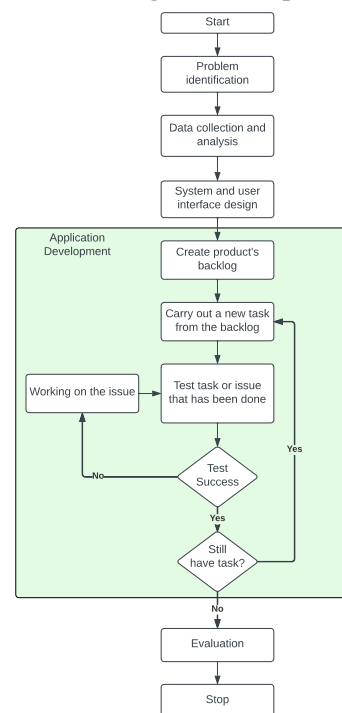 Start
Problem
identification
Data collection and
analysis
System and user
interface design
Application
Development
Create product's
backlog
Carry out a new task
from the backlog
Working on the issue
Test task or issue
that has been done
Yes
Test
Success
No
Yes
Still
have task?
No
Evaluation
Stop